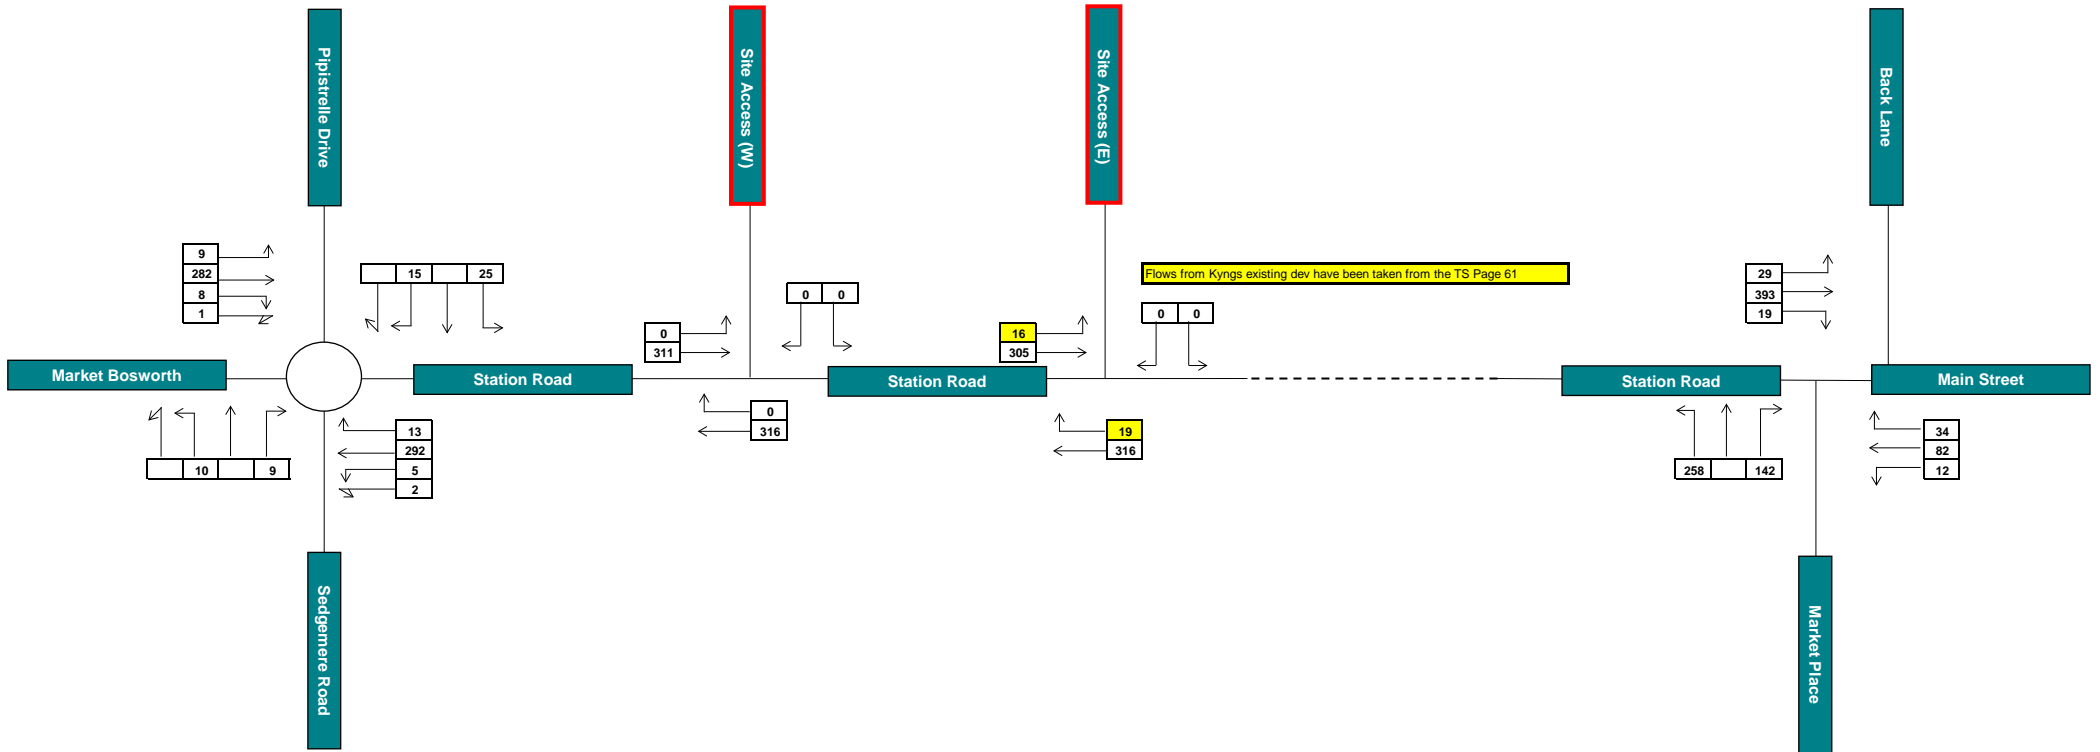 Pipistrelle Drive
Site Access (W)
Site Access (E)
Back Lane
9
282
8
1
15 25
0 0
Flows from Kyngs existing dev have been taken from the TS Page 61
0 0
29
393
19
0
311
16
305
Market Bosworth
Station Road
Station Road
Station Road
Main Street
10 9
13
292
5
2
0
316
19
316
258 142
34
82
12
Sedgemere Road
Market Place